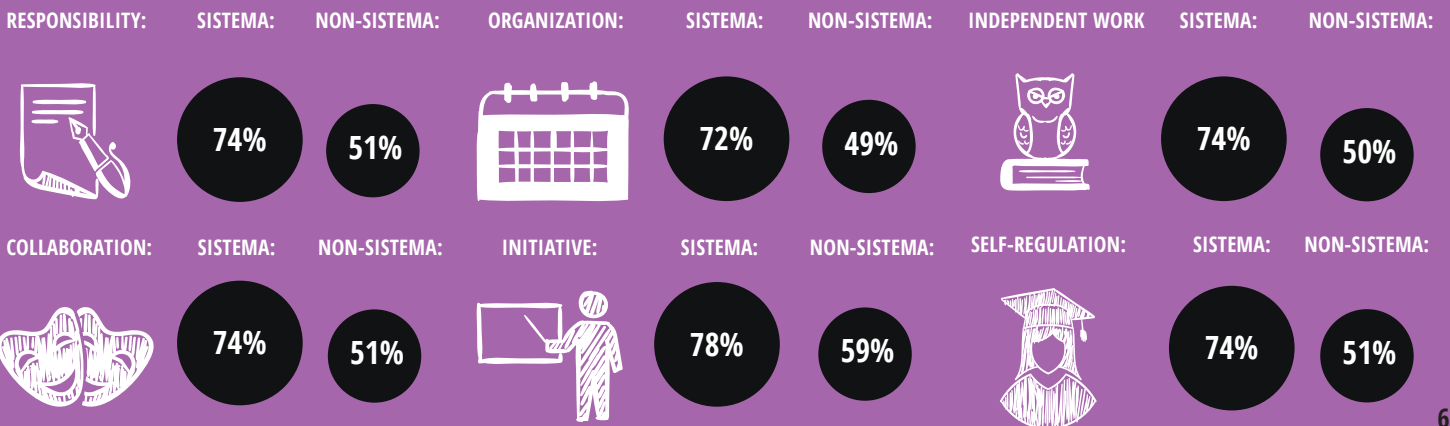 RESPONSIBILITY: SISTEMA: NON-SISTEMA: ORGANIZATION: SISTEMA: NON-SISTEMA: INDEPENDENT WORK SISTEMA: NON-SISTEMA:
74% 51% 72% 49% 74% 50%
COLLABORATION: SISTEMA: NON-SISTEMA: INITIATIVE: SISTEMA: NON-SISTEMA: SELF-REGULATION: SISTEMA: NON-SISTEMA:
74% 51% 78% 59% 74% 51%
6